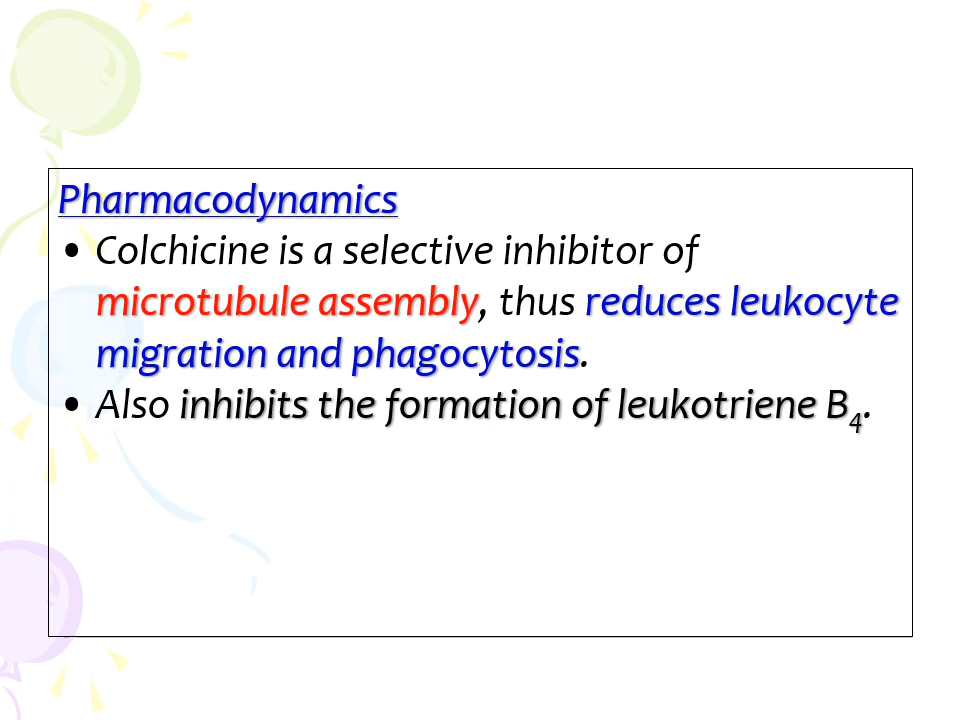 Pharmacodynamics
• Colchicine is a selective inhibitor of
microtubule assembly, thus reduces leukocyte
migration and phagocytosis.
• Also inhibits the formation of leukotriene B₄.